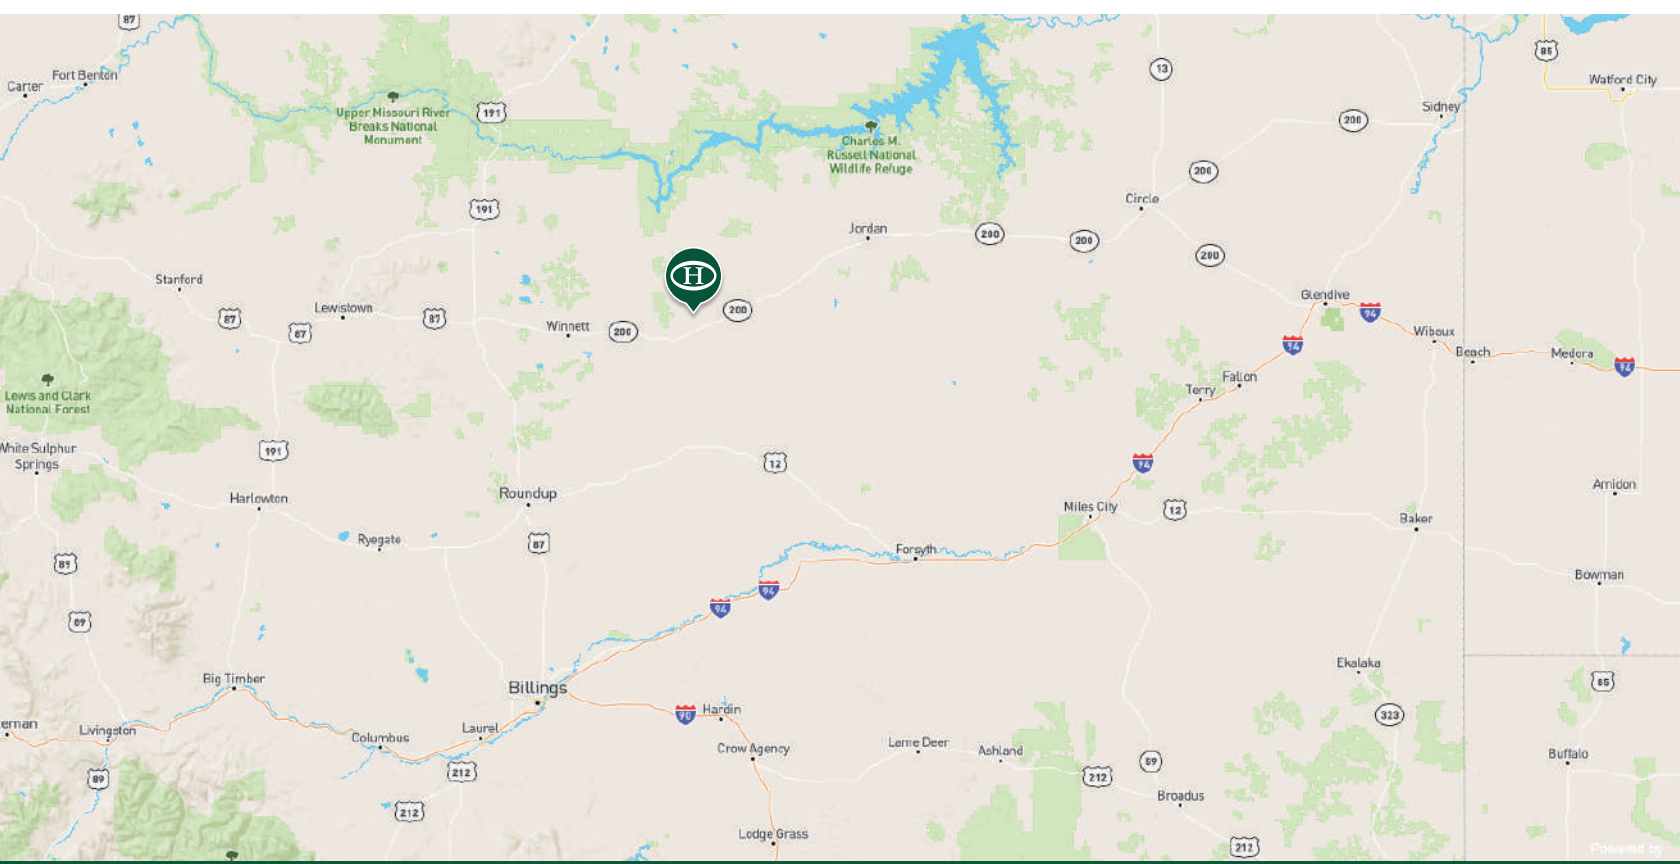 87
85
Carter
Fort Benton
13
Watford City
Upper Missouri River
Breaks National
Monument
191
Sidney
200
Charles M.
Russell National
Wildlife Refuge
200
191
Circle
Jordan
200
200
200
Stanford
H
Glendive
Lewistown
87
87
87
Winnett
200
200
94
94
Wibaux
Beach
Medora
94
Lewis and Clark
National Forest
Terry
Fallon
White Sulphur
Springs
191
12
94
Harlowton
Roundup
Miles City
12
Baker
Amidon
Ryegate
87
Forsyth
89
94
94
Bowman
89
Big Timber
Billings
Ekalaka
85
Livingston
Columbus
Laurel
90
Hardin
323
eman
Crow Agency
Lame Deer
Ashland
Buffalo
89
212
212
59
212
Broadus
Lodge Grass
212
Powered by